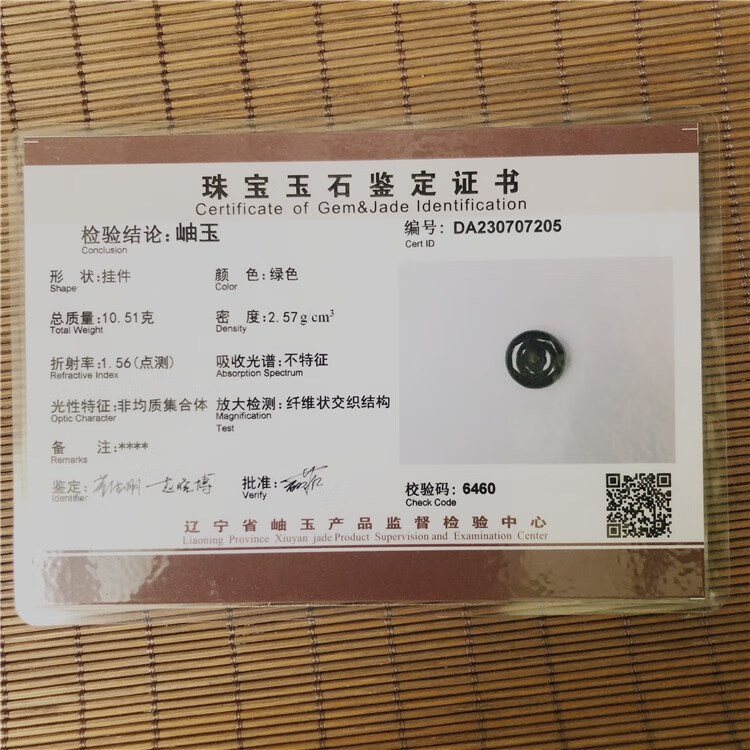 珠宝玉石鉴定证书
Certificate of Gem&Jade Identification
检验结论:岫玉
Conclusion
编号: DA230707205
Cert ID
形 状:挂件
Shape
颜 色:绿色
Color
总质量:10.51克
Total Weight
密 度:2.57g cm³
Density
折射率:1.56(点测)
Refractive Index
吸收光谱:不特征
Absorption Spectrum
光性特征:非均质集合体
Optic Character
放大检测:纤维状交织结构
Magnification
Test
备 注:****
Remarks
鉴定:
Identifier
批准:
Verify
校验码: 6460
Check Code
辽宁省岫玉产品监督检验中心
Liaoning Province Xiuyan jade Product Supervision and Examination Center